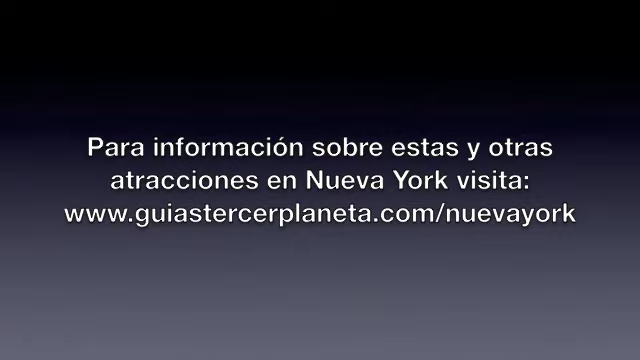 Para información sobre estas y otras
atracciones en Nueva York visita:
www.guiastercerplaneta.com/nuevayork